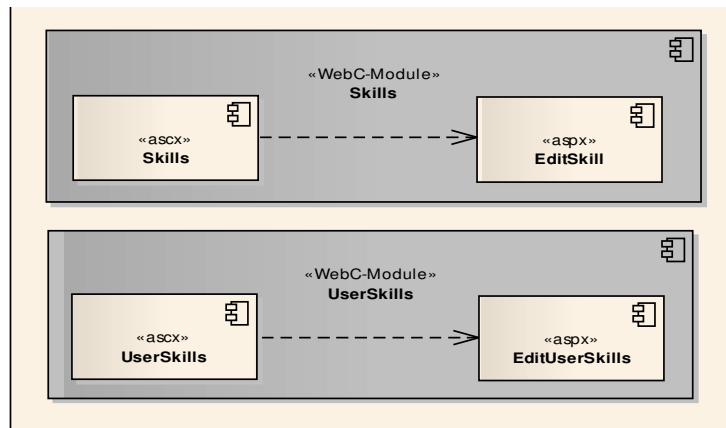 «WebC-Module»
Skills
«ascx»
Skills
«aspx»
EditSkill
«WebC-Module»
UserSkills
«ascx»
UserSkills
«aspx»
EditUserSkills